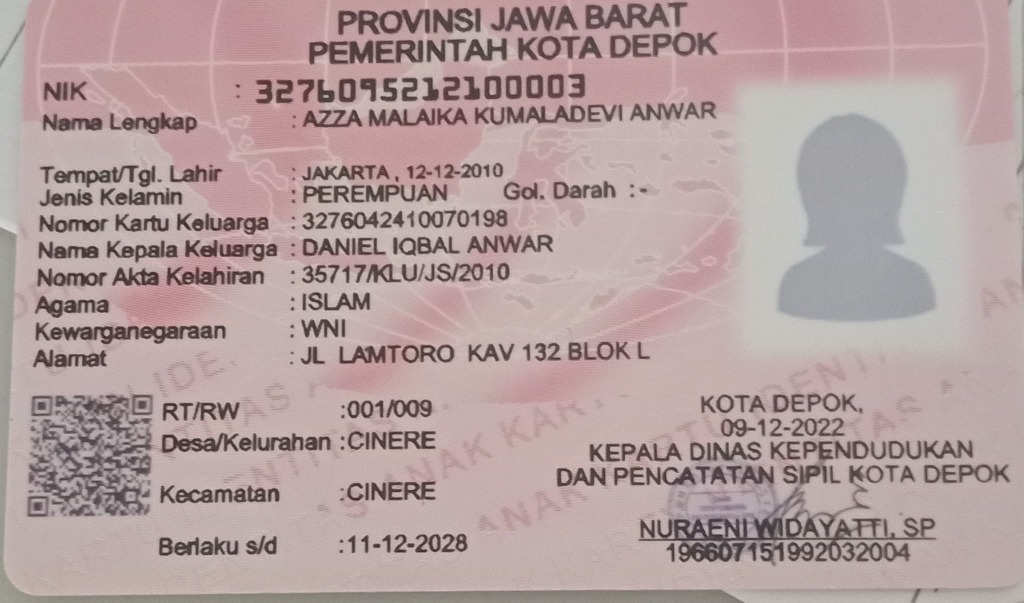 PROVINSI JAWA BARAT
PEMERINTAH KOTA DEPOK
NIK : 3276095212100003
Nama Lengkap : AZZA MALAIKA KUMALADEVI ANWAR
Tempat/Tgl. Lahir : JAKARTA , 12-12-2010
Jenis Kelamin : PEREMPUAN Gol. Darah : -
Nomor Kartu Keluarga : 3276042410070198
Nama Kepala Keluarga : DANIEL IQBAL ANWAR
Nomor Akta Kelahiran : 35717/KLU/JS/2010
Agama : ISLAM
Kewarganegaraan : WNI
Alamat : JL LAMTORO KAV 132 BLOK L
RT/RW :001/009
Desa/Kelurahan :CINERE
Kecamatan :CINERE
Berlaku s/d :11-12-2028
KOTA DEPOK,
09-12-2022
KEPALA DINAS KEPENDUDUKAN
DAN PENCATATAN SIPIL KOTA DEPOK
NURAENI WIDAYATTI, SP
196607151992032004